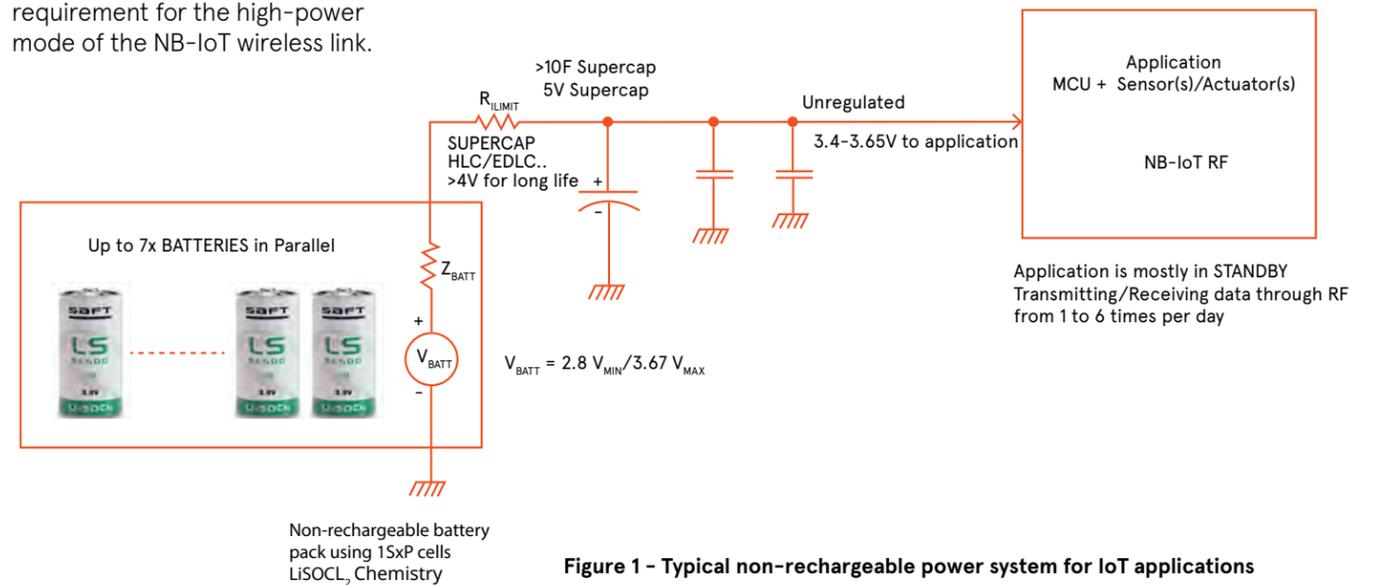 requirement for the high-power
mode of the NB-IoT wireless link.
>10F Supercap
5V Supercap
R_ILIMIT
SUPERCAP
HLC/EDLC..
>4V for long life
+
-
Unregulated
3.4-3.65V to application
Application
MCU + Sensor(s)/Actuator(s)
NB-IoT RF
Application is mostly in STANDBY
Transmitting/Receiving data through RF
from 1 to 6 times per day
Up to 7x BATTERIES in Parallel
SAFT
LS
SAFT
LS
SAFT
LS
Z_BATT
+
V_BATT
-
V_BATT = 2.8 V_MIN/3.67 V_MAX
Non-rechargeable battery
pack using 1SxP cells
LiSOCL₂ Chemistry
Figure 1 - Typical non-rechargeable power system for IoT applications